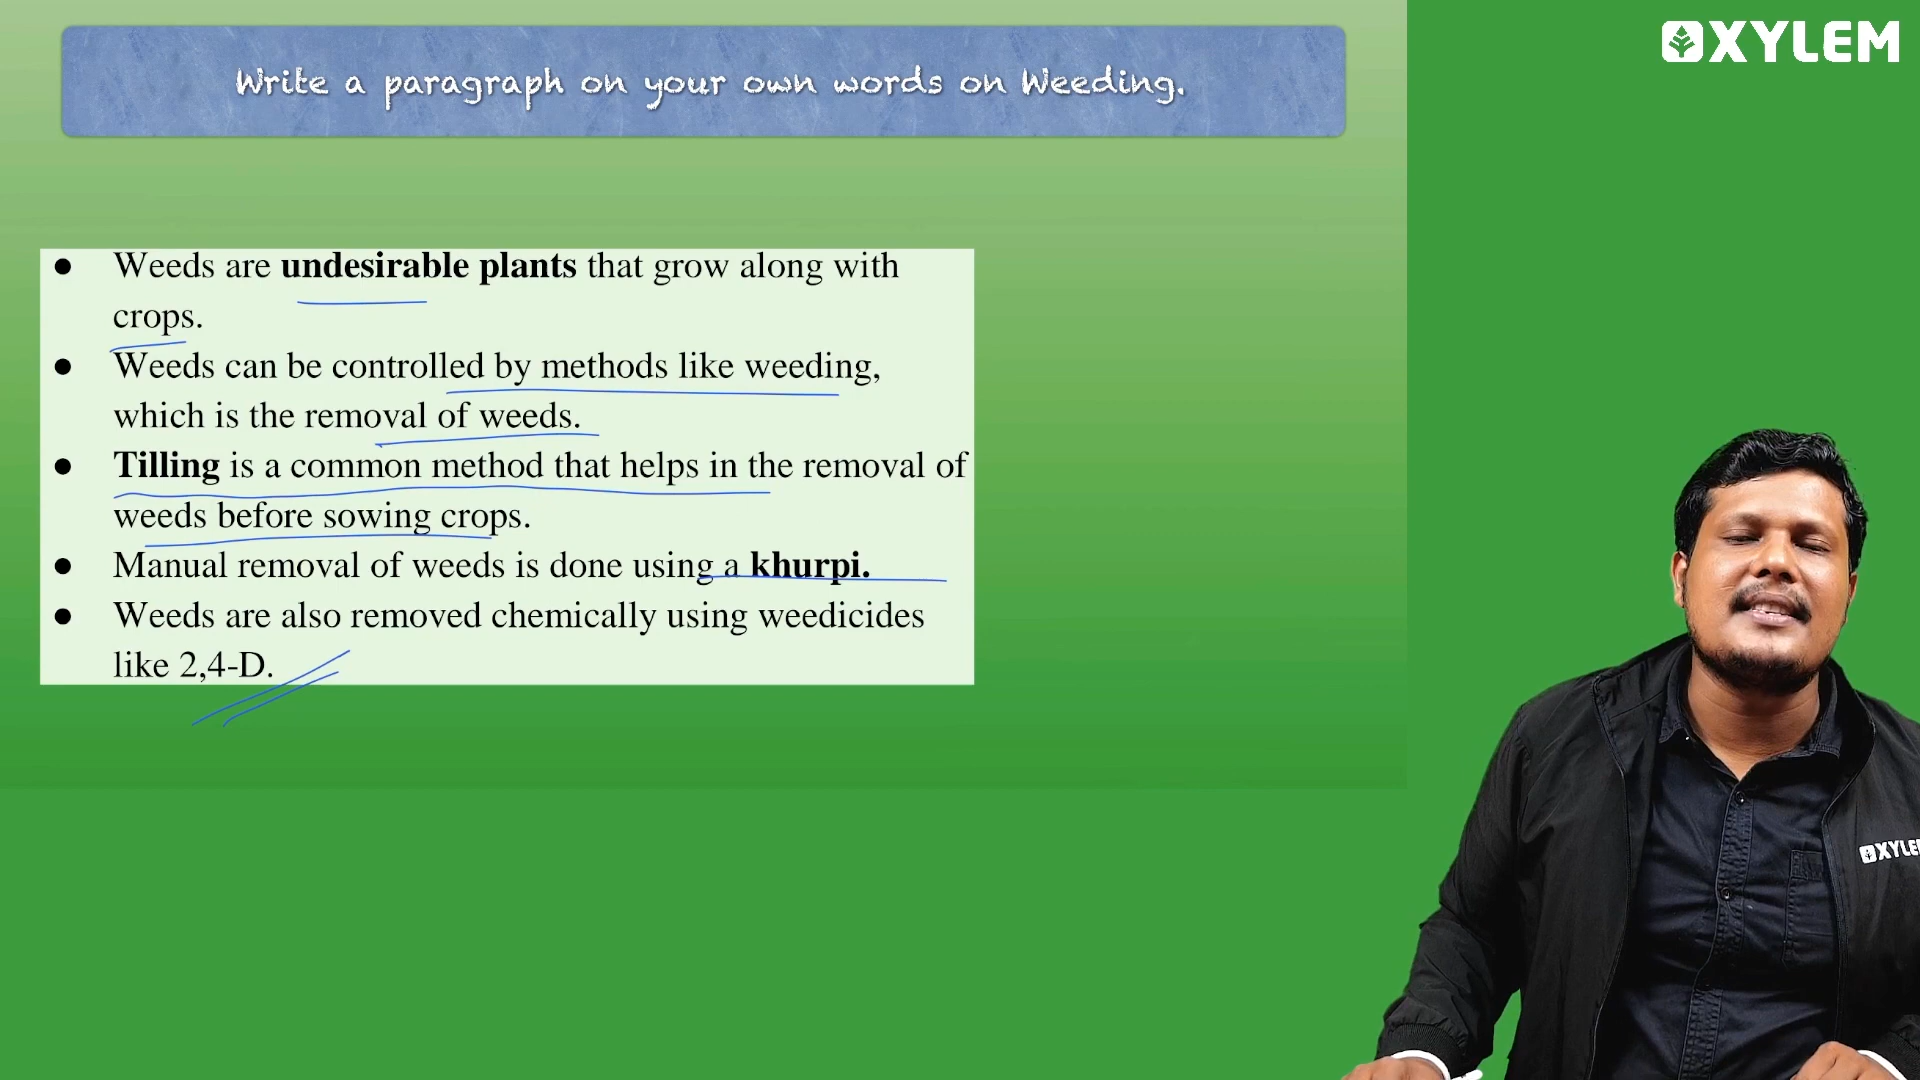 Write a paragraph on your own words on Weeding.
XYLEM
● Weeds are undesirable plants that grow along with
crops.
● Weeds can be controlled by methods like weeding,
which is the removal of weeds.
● Tilling is a common method that helps in the removal of
weeds before sowing crops.
● Manual removal of weeds is done using a khurpi.
● Weeds are also removed chemically using weedicides
like 2,4-D.
XYLE